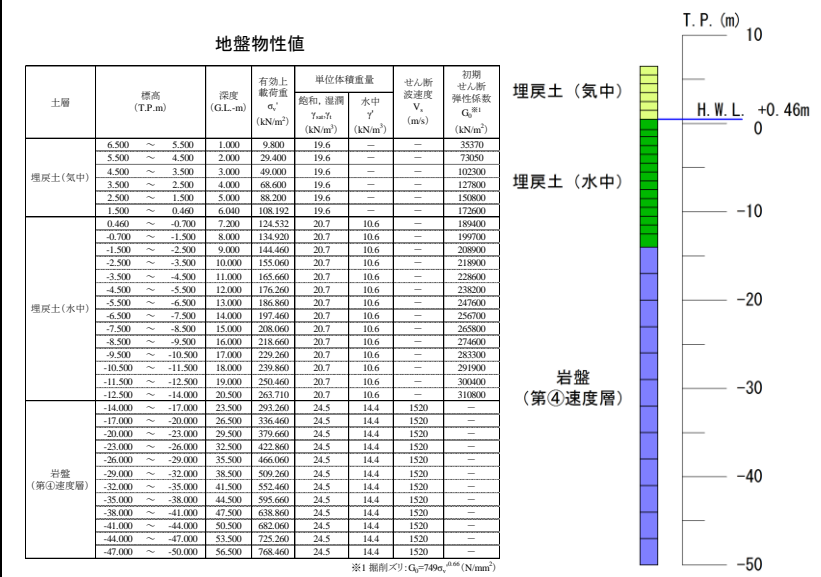 地盤物性値
土層 標高 (T.P.m) 深度 (G.L.-m) 有効上載荷重 σv' (kN/m²) 単位体積重量 せん断波速度 Vs (m/s) 初期せん断弾性係数 G0※1 (kN/m²)
飽和, 湿潤 γsat,γt (kN/m³) 水中 γ' (kN/m³)
埋戻土(気中)
6.500 ～ 5.500 1.000 9.800 19.6 － － 35370
5.500 ～ 4.500 2.000 29.400 19.6 － － 73050
4.500 ～ 3.500 3.000 49.000 19.6 － － 102300
3.500 ～ 2.500 4.000 68.600 19.6 － － 127800
2.500 ～ 1.500 5.000 88.200 19.6 － － 150800
1.500 ～ 0.460 6.040 108.192 19.6 － － 172600
埋戻土(水中)
0.460 ～ -0.700 7.200 124.532 20.7 10.6 － 189400
-0.700 ～ -1.500 8.000 134.920 20.7 10.6 － 199700
-1.500 ～ -2.500 9.000 144.460 20.7 10.6 － 208900
-2.500 ～ -3.500 10.000 155.060 20.7 10.6 － 218900
-3.500 ～ -4.500 11.000 165.660 20.7 10.6 － 228600
-4.500 ～ -5.500 12.000 176.260 20.7 10.6 － 238200
-5.500 ～ -6.500 13.000 186.860 20.7 10.6 － 247600
-6.500 ～ -7.500 14.000 197.460 20.7 10.6 － 256700
-7.500 ～ -8.500 15.000 208.060 20.7 10.6 － 265800
-8.500 ～ -9.500 16.000 218.660 20.7 10.6 － 274600
-9.500 ～ -10.500 17.000 229.260 20.7 10.6 － 283300
-10.500 ～ -11.500 18.000 239.860 20.7 10.6 － 291900
-11.500 ～ -12.500 19.000 250.460 20.7 10.6 － 300400
-12.500 ～ -14.000 20.500 263.710 20.7 10.6 － 310800
岩盤
(第④速度層)
-14.000 ～ -17.000 23.500 293.260 24.5 14.4 1520 －
-17.000 ～ -20.000 26.500 336.460 24.5 14.4 1520 －
-20.000 ～ -23.000 29.500 379.660 24.5 14.4 1520 －
-23.000 ～ -26.000 32.500 422.860 24.5 14.4 1520 －
-26.000 ～ -29.000 35.500 466.060 24.5 14.4 1520 －
-29.000 ～ -32.000 38.500 509.260 24.5 14.4 1520 －
-32.000 ～ -35.000 41.500 552.460 24.5 14.4 1520 －
-35.000 ～ -38.000 44.500 595.660 24.5 14.4 1520 －
-38.000 ～ -41.000 47.500 638.860 24.5 14.4 1520 －
-41.000 ～ -44.000 50.500 682.060 24.5 14.4 1520 －
-44.000 ～ -47.000 53.500 725.260 24.5 14.4 1520 －
-47.000 ～ -50.000 56.500 768.460 24.5 14.4 1520 －
※1 掘削ズリ:G0=749σv'^0.66(N/mm²)
T.P.(m)
10
埋戻土（気中）
H.W.L. +0.46m
0
埋戻土（水中）
-10
-20
岩盤
（第④速度層）
-30
-40
-50